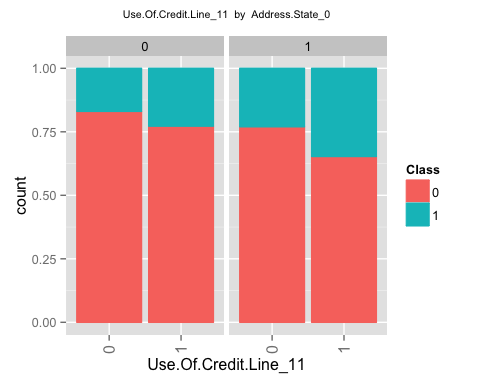 Use.Of.Credit.Line_11 by Address.State_0
0 1
1.00
0.75
0.50
0.25
0.00
count
0 1 0 1
Use.Of.Credit.Line_11
Class
0
1